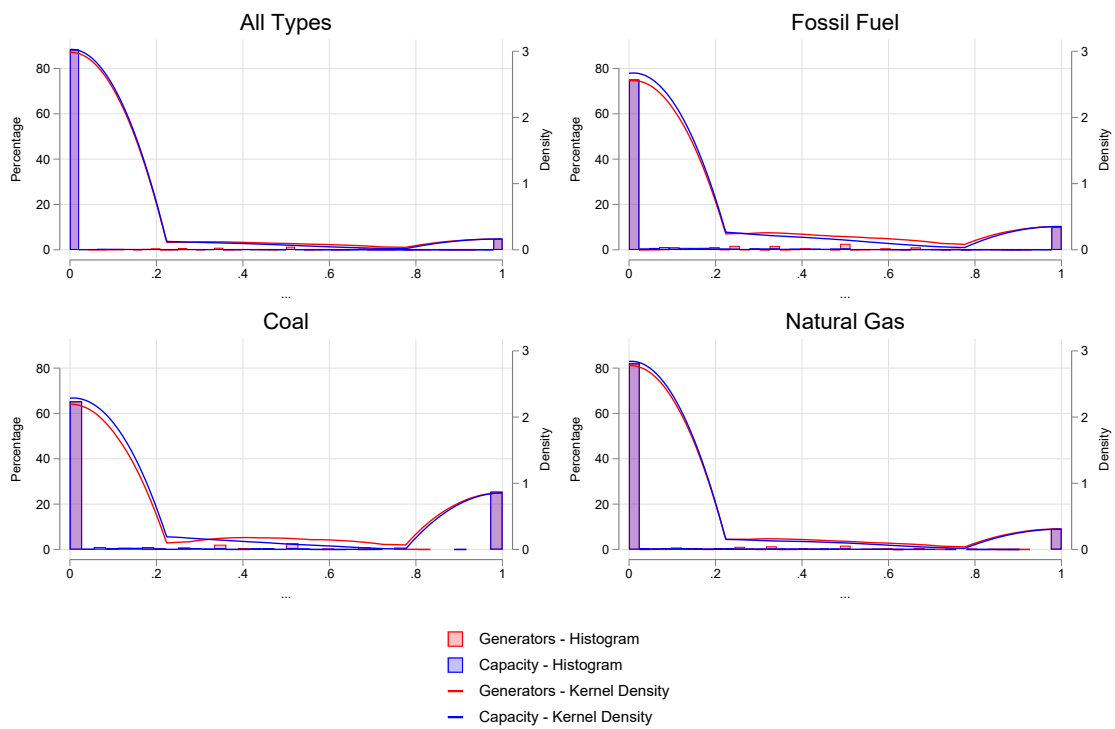 All Types
Percentage
80
60
40
20
0
3
2
1
0
Density
0 .2 .4 .6 .8 1
...
Fossil Fuel
Percentage
80
60
40
20
0
3
2
1
0
Density
0 .2 .4 .6 .8 1
...
Coal
Percentage
80
60
40
20
0
3
2
1
0
Density
0 .2 .4 .6 .8 1
...
Natural Gas
Percentage
80
60
40
20
0
3
2
1
0
Density
0 .2 .4 .6 .8 1
...
Generators - Histogram
Capacity - Histogram
Generators - Kernel Density
Capacity - Kernel Density